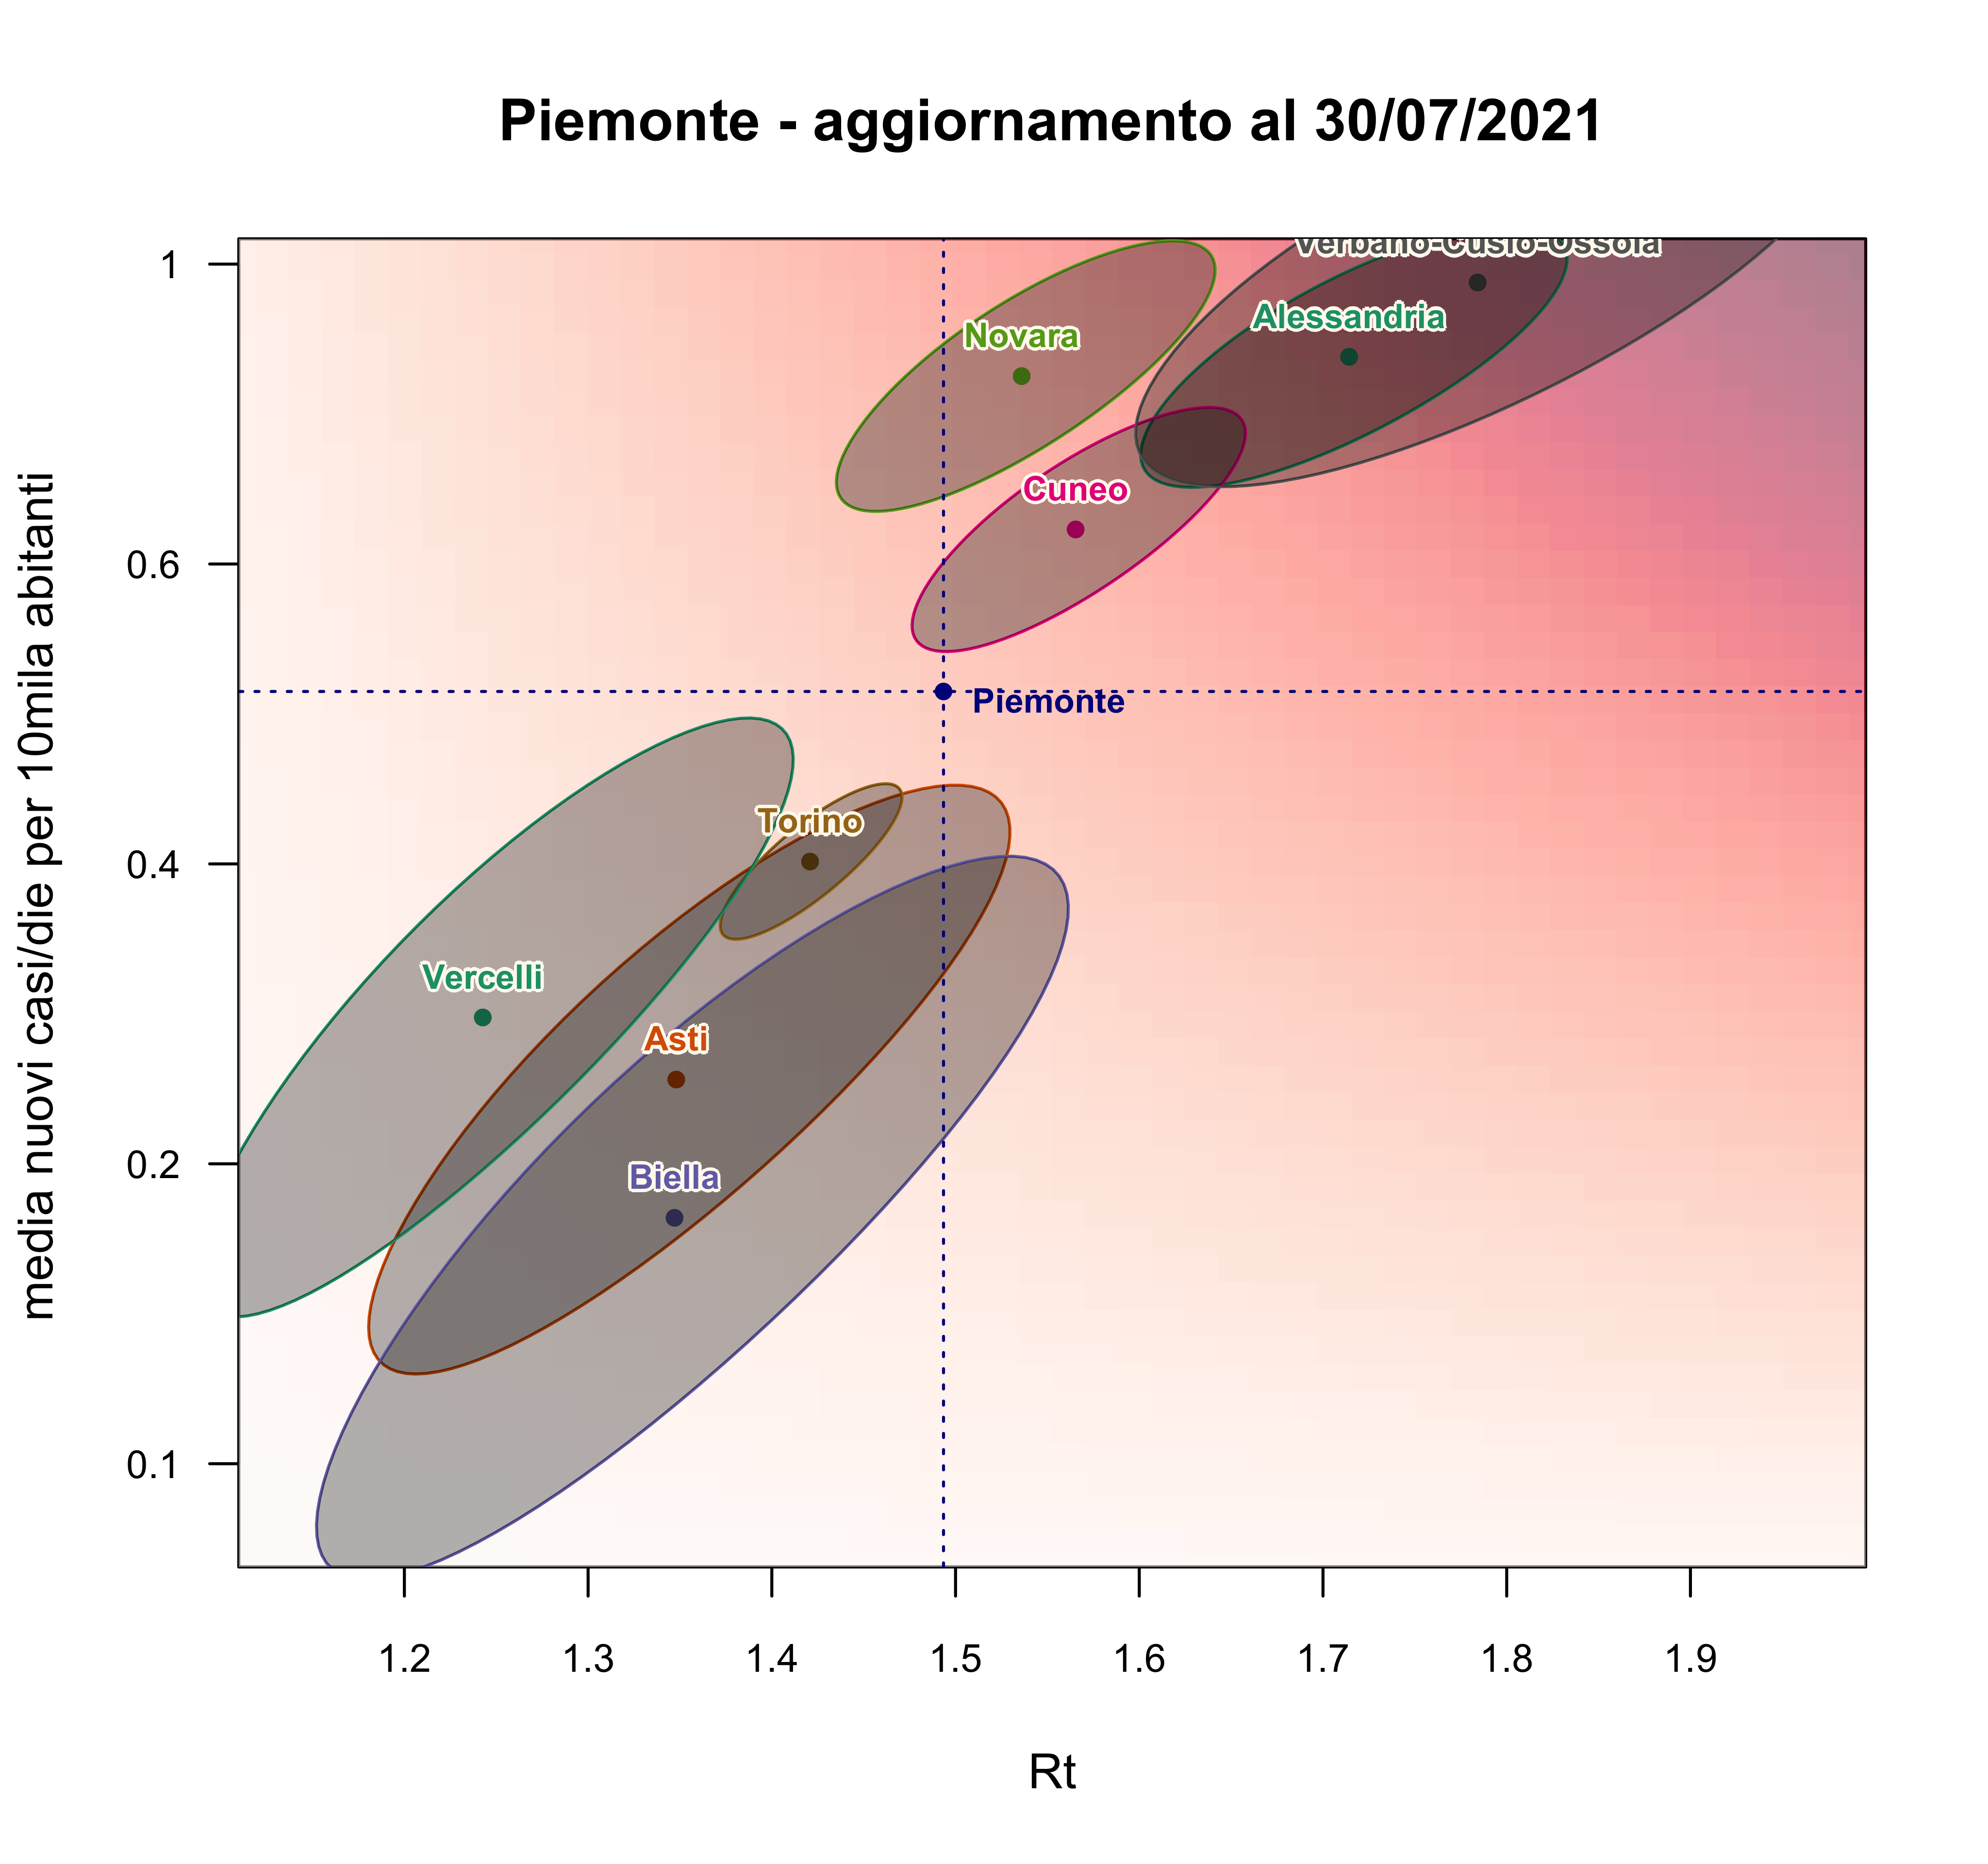 Piemonte - aggiornamento al 30/07/2021
media nuovi casi/die per 10mila abitanti
1
0.6
0.4
0.2
0.1
Verbano-Cusio-Ossola
Alessandria
Novara
Cuneo
Piemonte
Torino
Vercelli
Asti
Biella
1.2 1.3 1.4 1.5 1.6 1.7 1.8 1.9
Rt